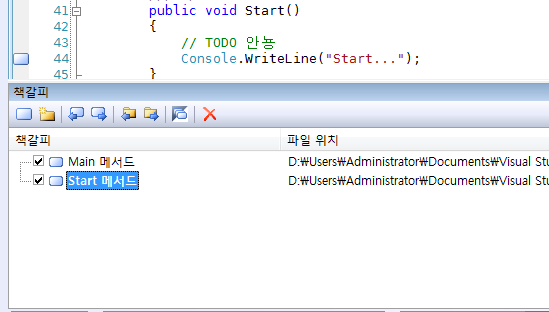 41 public void Start()
42 {
43 // TODO 안뇽
44 Console.WriteLine("Start...");
45 }
책갈피
책갈피 파일 위치
Main 메서드 D:₩Users₩Administrator₩Documents₩Visual Stu
Start 메서드 D:₩Users₩Administrator₩Documents₩Visual Stu